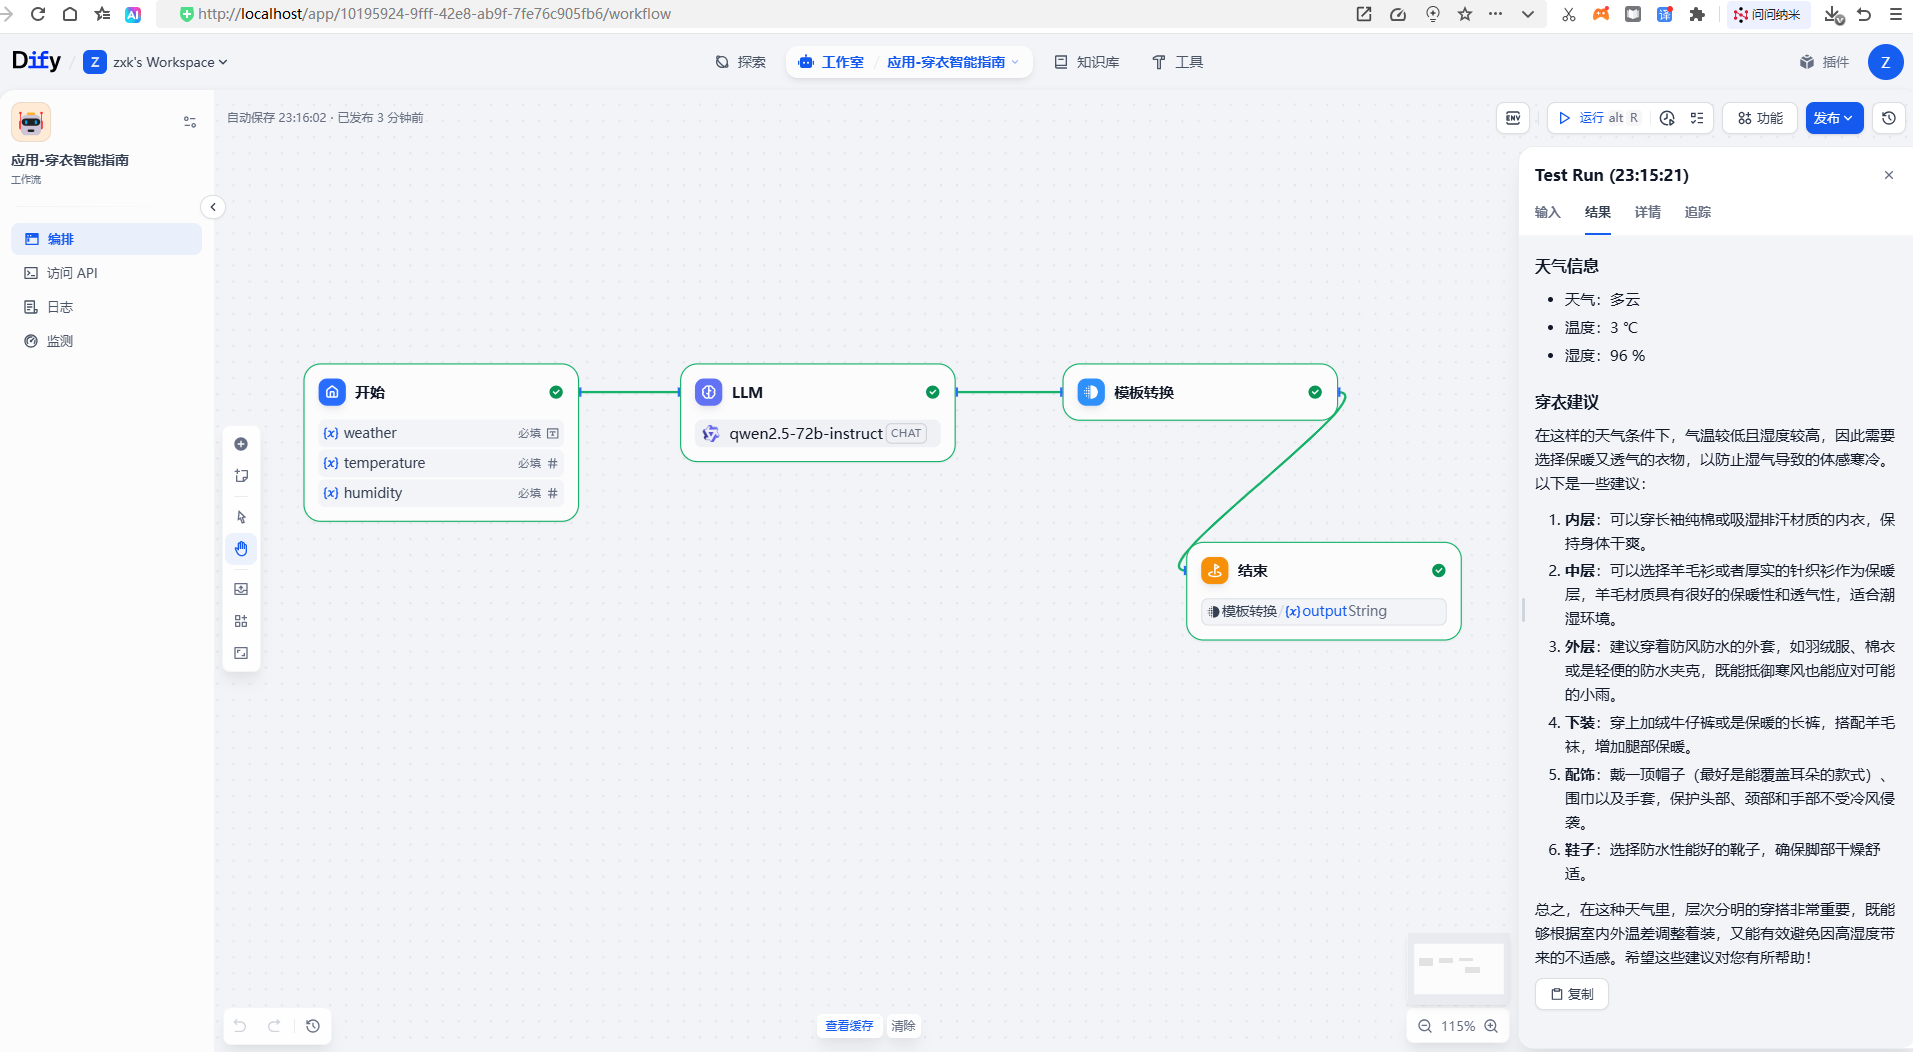 http://localhost/app/10195924-9fff-42e8-ab9f-7fe76c905fb6/workflow
AI
译
问问纳米
Dify
/
Z
zxk's Workspace
探索
工作室
/
应用-穿衣智能指南
知识库
工具
插件
Z
应用-穿衣智能指南
工作流
编排
访问 API
日志
监测
自动保存 23:16:02 · 已发布 3 分钟前
ENV
运行 alt R
功能
发布
开始
{x} weather 必填
{x} temperature 必填 #
{x} humidity 必填 #
LLM
qwen2.5-72b-instruct CHAT
模板转换
结束
模板转换/{x}outputString
查看缓存
清除
115%
Test Run (23:15:21)
输入
结果
详情
追踪
天气信息
• 天气：多云
• 温度：3 ℃
• 湿度：96 %
穿衣建议
在这样的天气条件下，气温较低且湿度较高，因此需要
选择保暖又透气的衣物，以防止湿气导致的体感寒冷。
以下是一些建议：
1. 内层：可以穿长袖纯棉或吸湿排汗材质的内衣，保
持身体干爽。
2. 中层：可以选择羊毛衫或者厚实的针织衫作为保暖
层，羊毛材质具有很好的保暖性和透气性，适合潮
湿环境。
3. 外层：建议穿着防风防水的外套，如羽绒服、棉衣
或是轻便的防水夹克，既能抵御寒风也能应对可能
的小雨。
4. 下装：穿上加绒牛仔裤或是保暖的长裤，搭配羊毛
袜，增加腿部保暖。
5. 配饰：戴一顶帽子（最好是能覆盖耳朵的款式）、
围巾以及手套，保护头部、颈部和手部不受冷风侵
袭。
6. 鞋子：选择防水性能好的靴子，确保脚部干燥舒
适。
总之，在这种天气里，层次分明的穿搭非常重要，既能
够根据室内外温差调整着装，又能有效避免因高湿度带
来的不适感。希望这些建议对您有所帮助！
复制